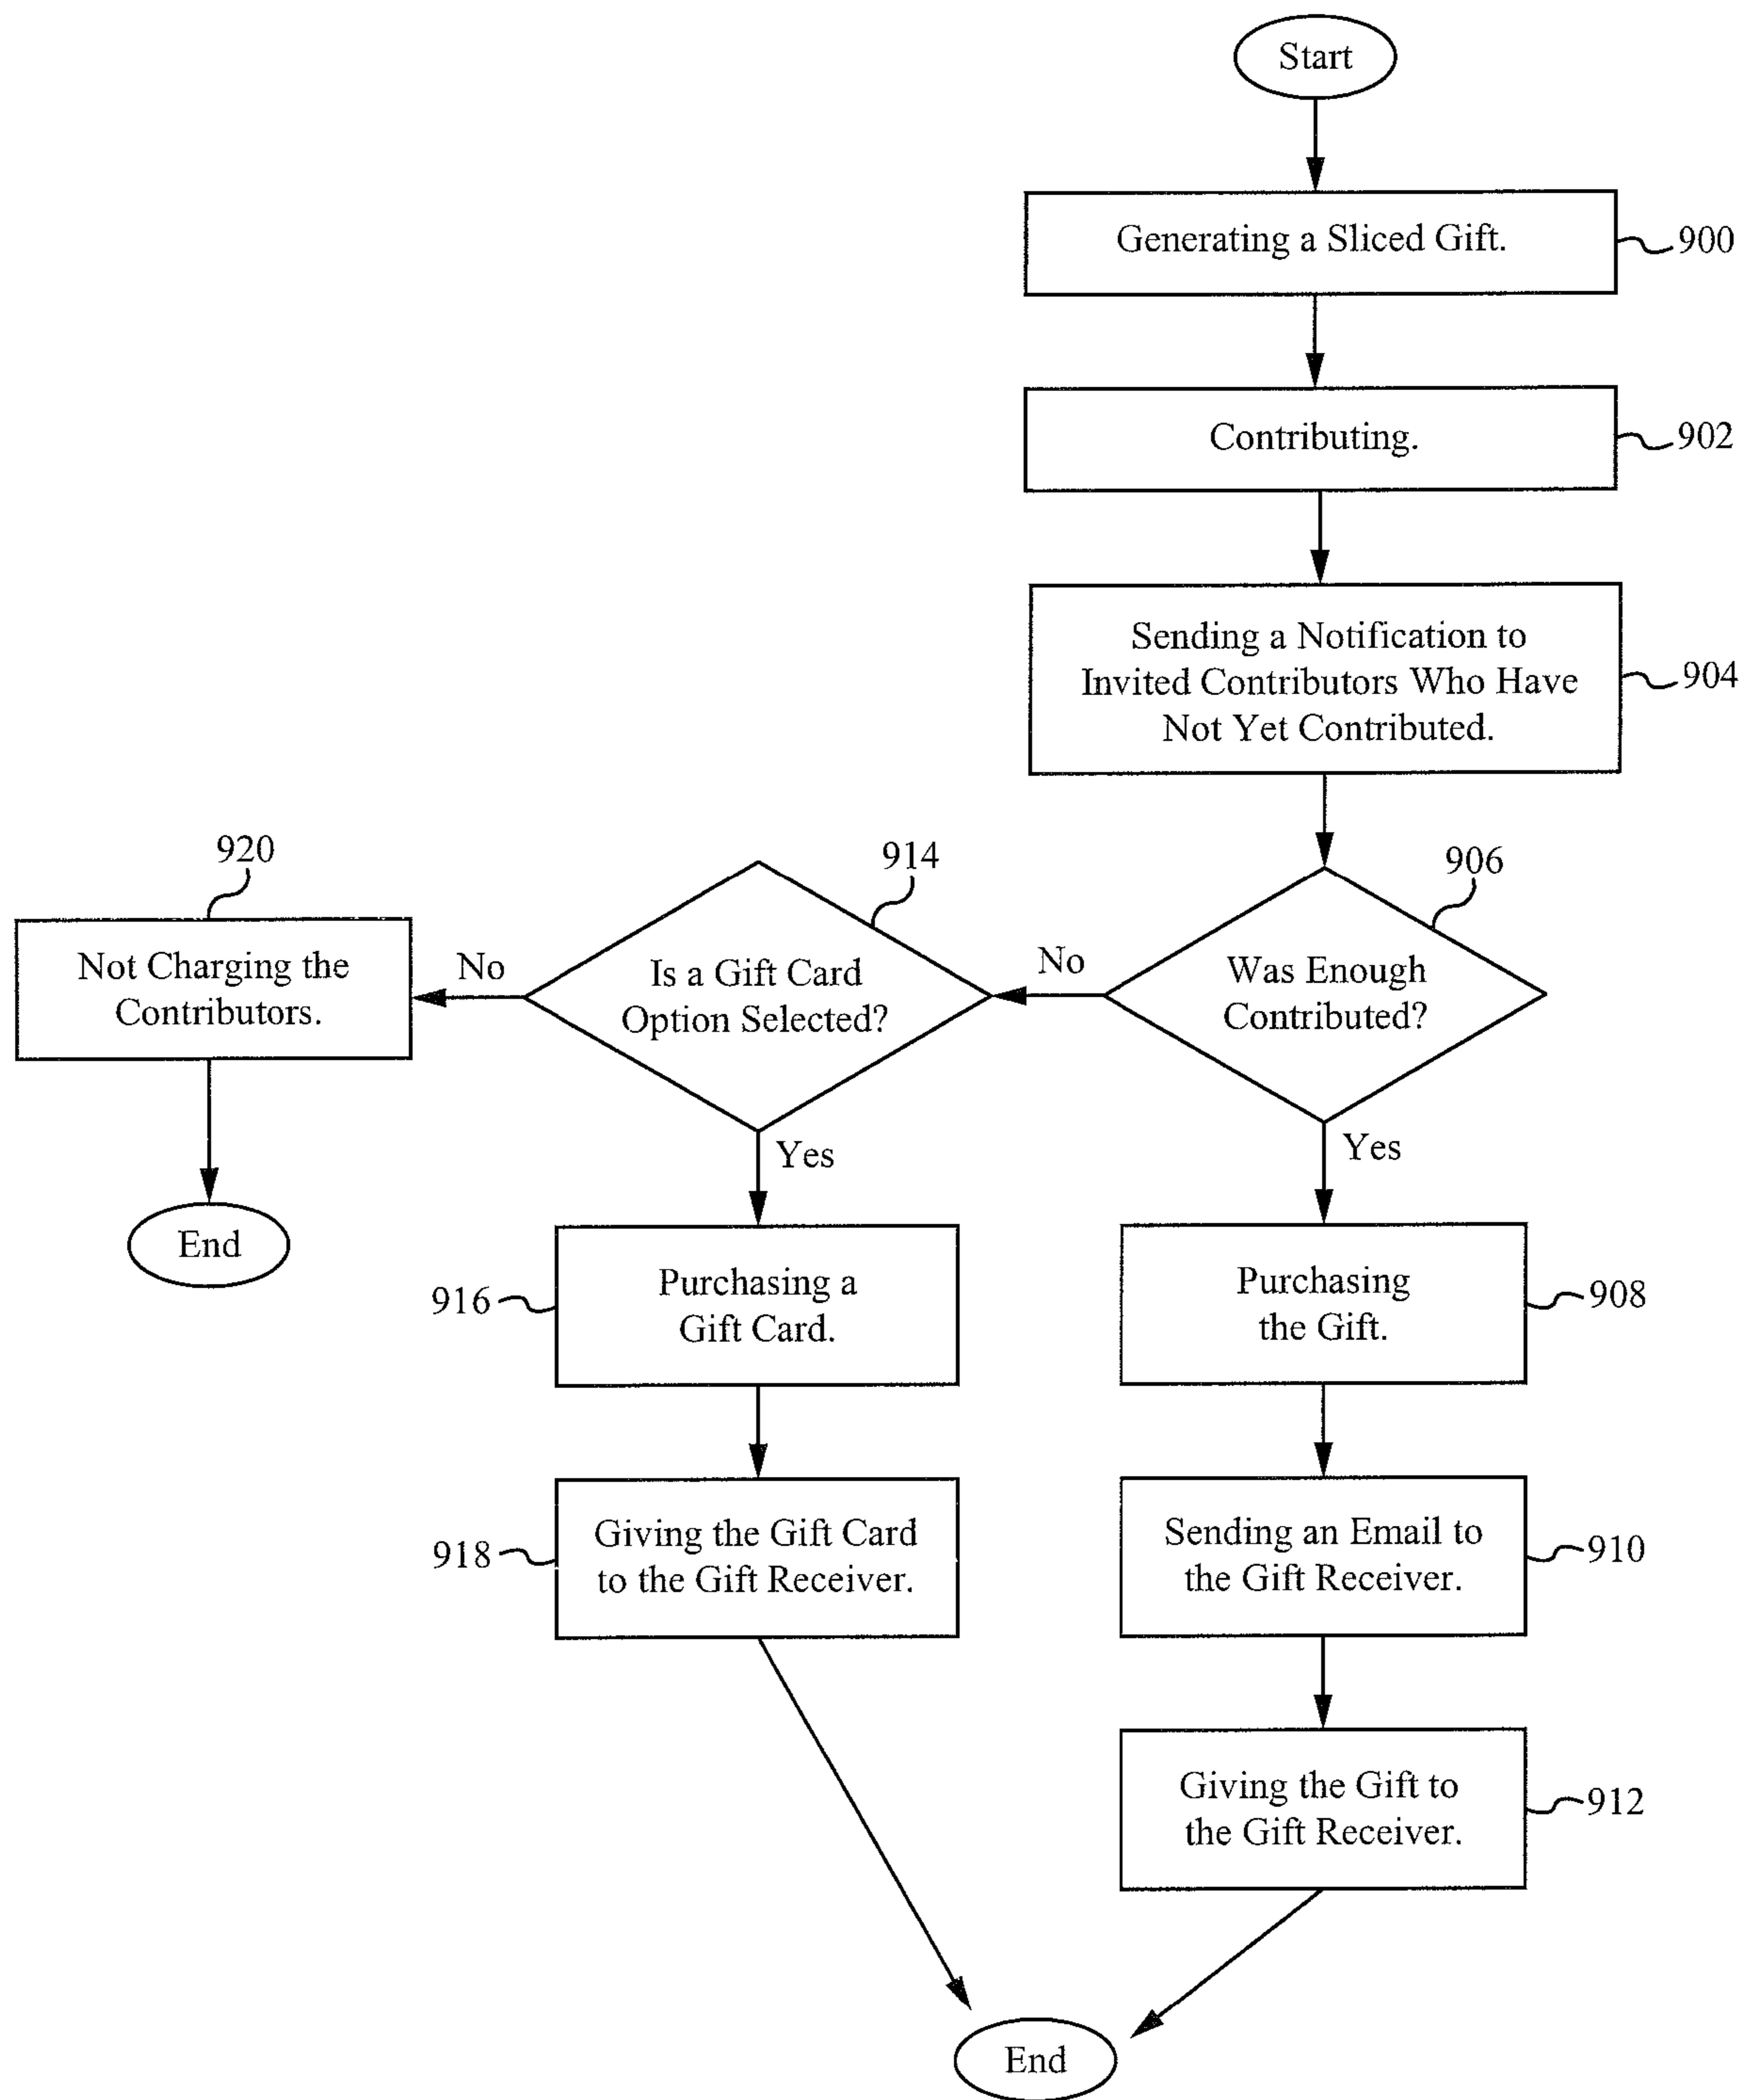 Start
Generating a Sliced Gift.
900
Contributing.
902
Sending a Notification to
Invited Contributors Who Have
Not Yet Contributed.
904
906
Was Enough
Contributed?
No
Yes
914
Is a Gift Card
Option Selected?
No
Yes
920
Not Charging the
Contributors.
End
Purchasing a
Gift Card.
916
Giving the Gift Card
to the Gift Receiver.
918
Purchasing
the Gift.
908
Sending an Email to
the Gift Receiver.
910
Giving the Gift to
the Gift Receiver.
912
End